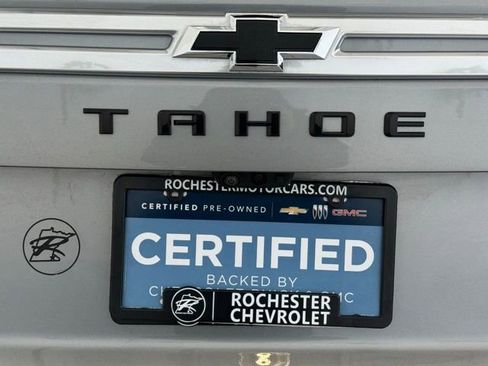 TAHOE
ROCHESTERMOTORCARS.COM
CERTIFIED PRE-OWNED GMC
CERTIFIED
BACKED BY
ROCHESTER
CHEVROLET